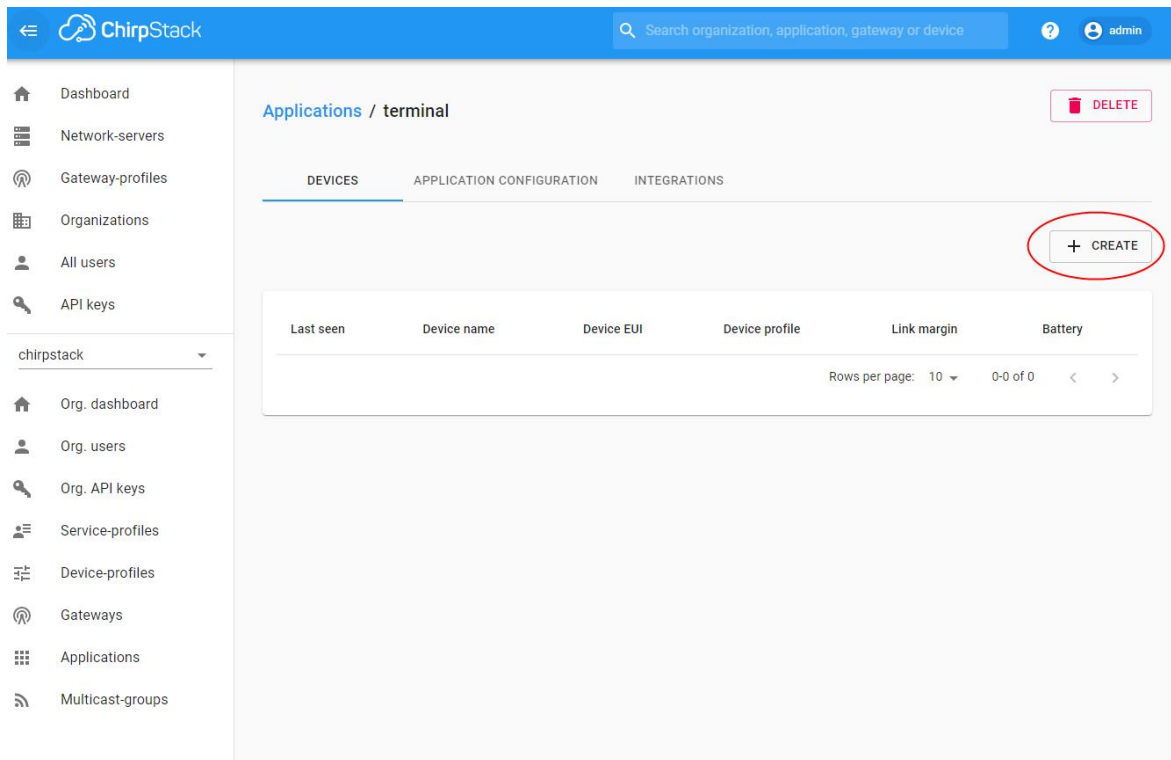 ChirpStack
Search organization, application, gateway or device
? admin
Dashboard
Network-servers
Gateway-profiles
Organizations
All users
API keys
chirpstack
Org. dashboard
Org. users
Org. API keys
Service-profiles
Device-profiles
Gateways
Applications
Multicast-groups
Applications / terminal
DELETE
DEVICES APPLICATION CONFIGURATION INTEGRATIONS
+ CREATE
Last seen Device name Device EUI Device profile Link margin Battery
Rows per page: 10 0-0 of 0 < >